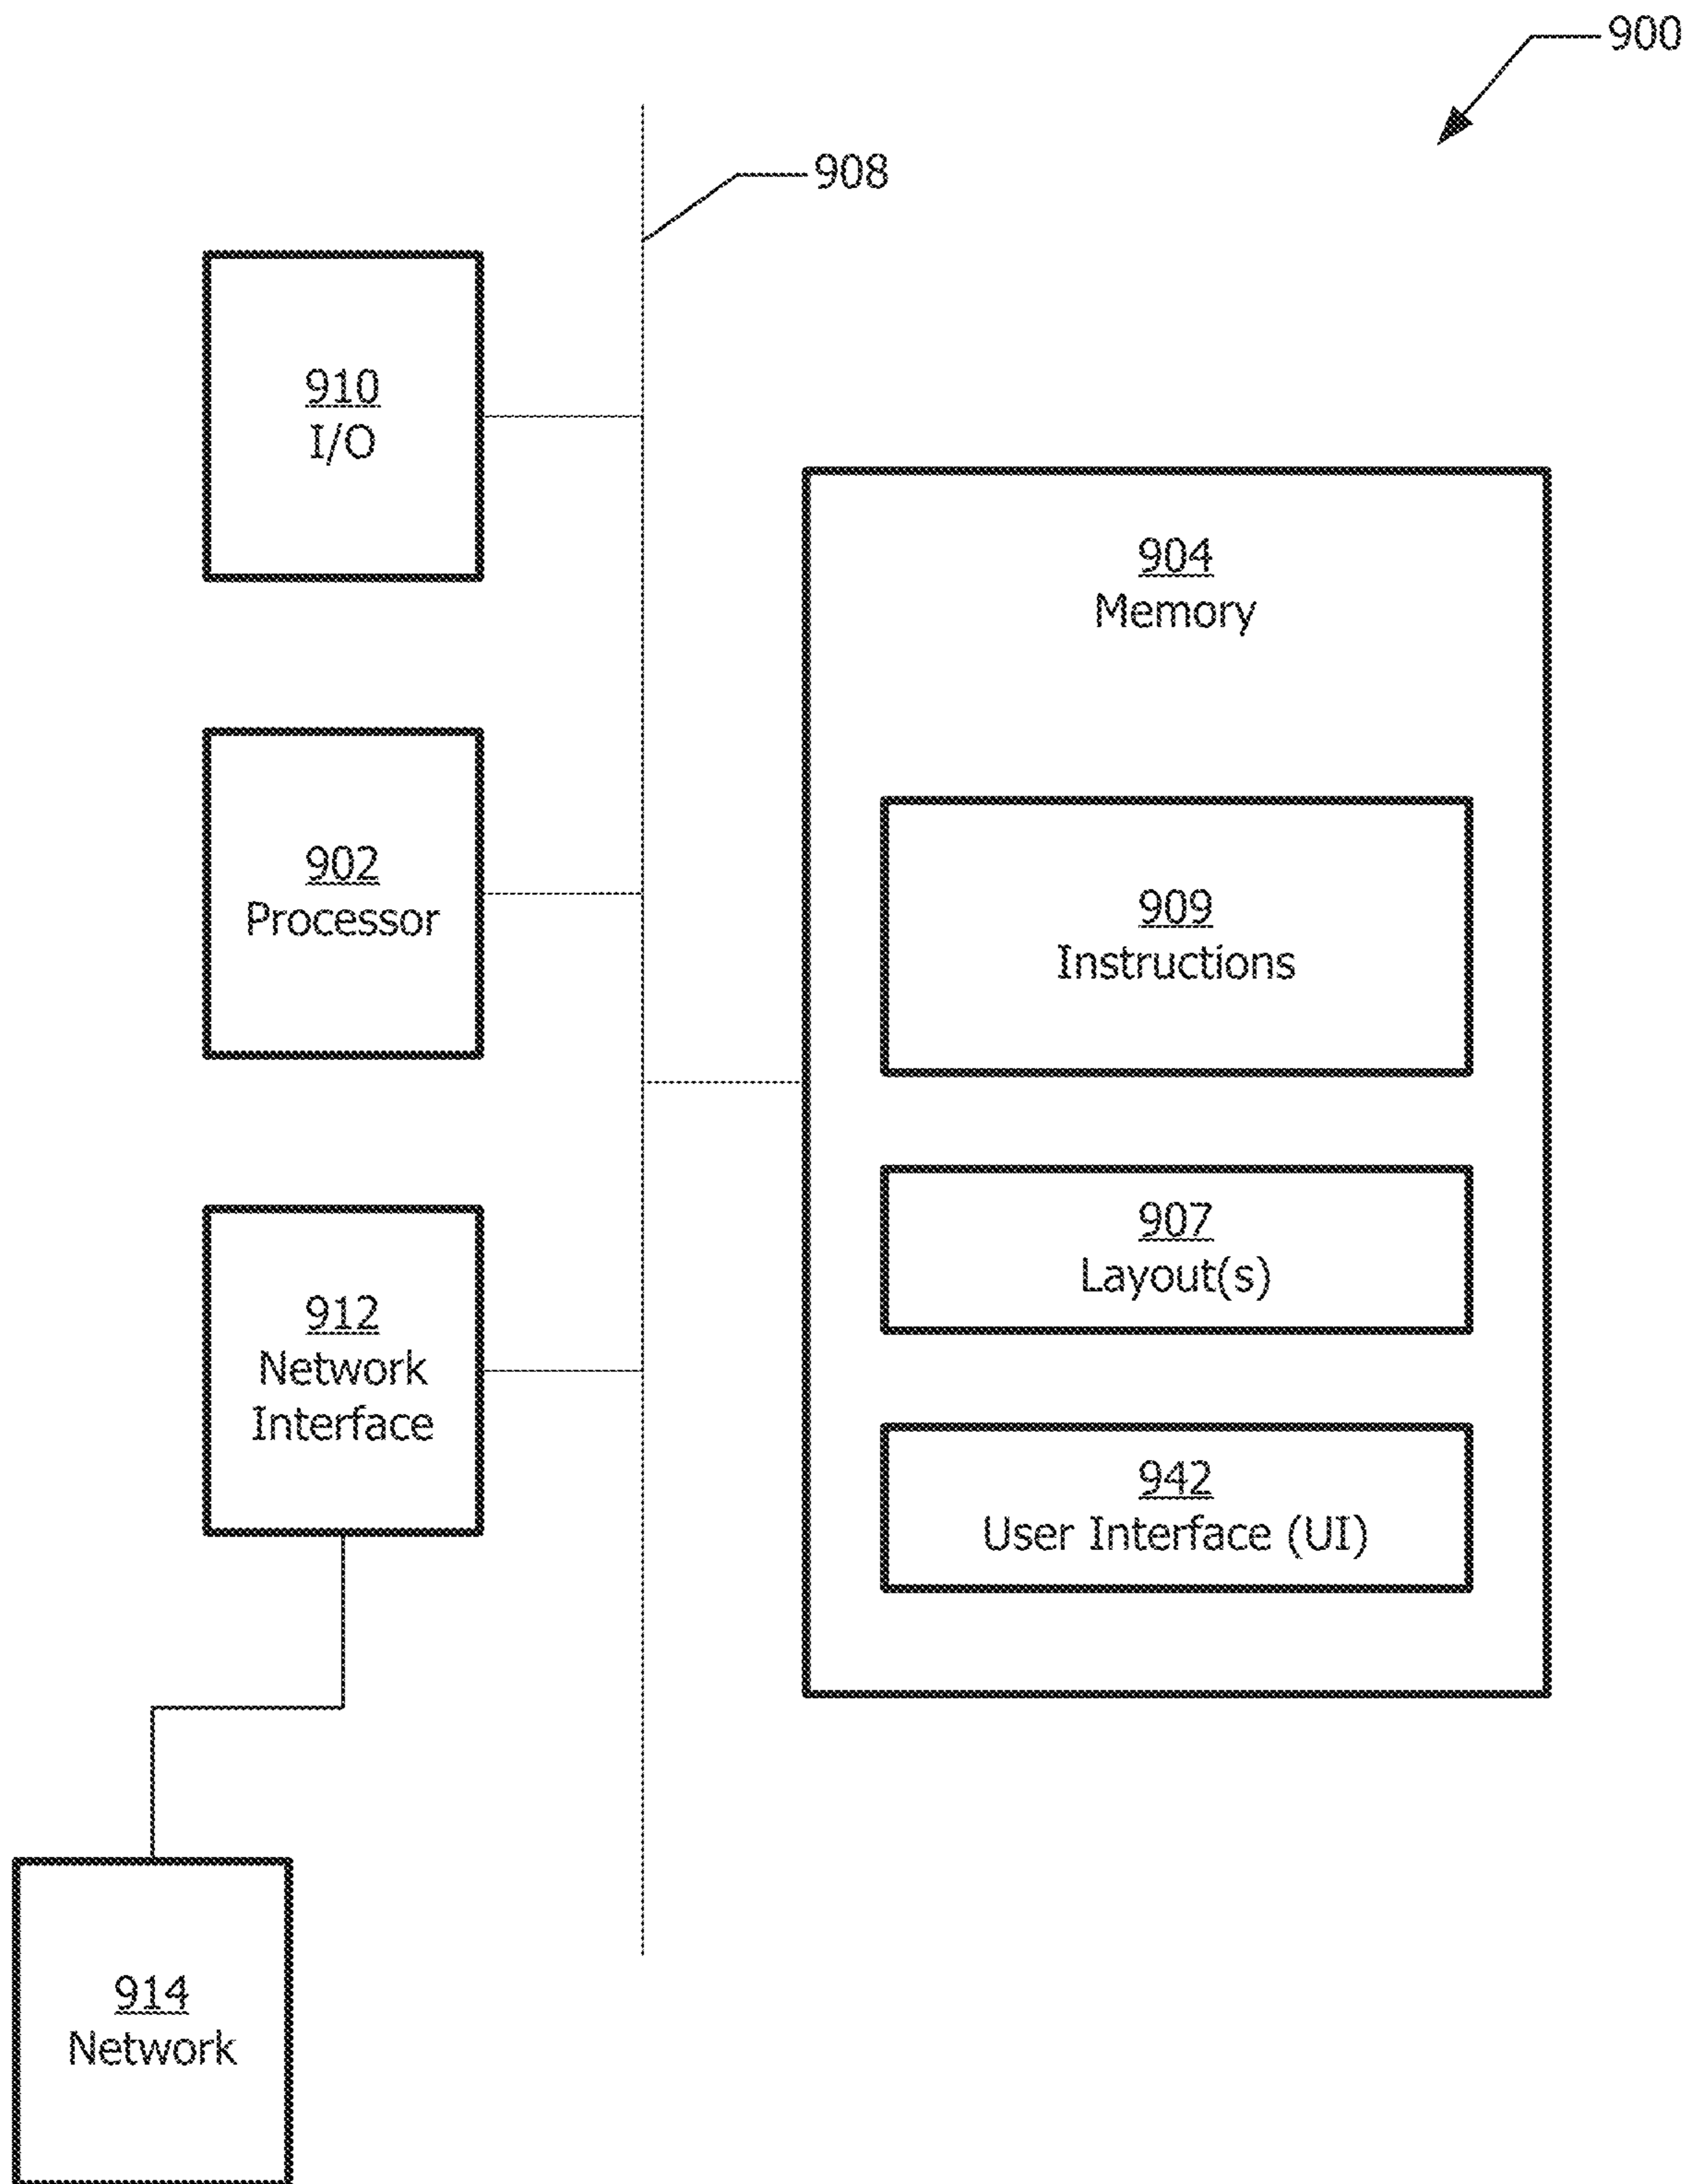 900
908
910
I/O
904
Memory
902
Processor
909
Instructions
907
Layout(s)
912
Network
Interface
942
User Interface (UI)
914
Network